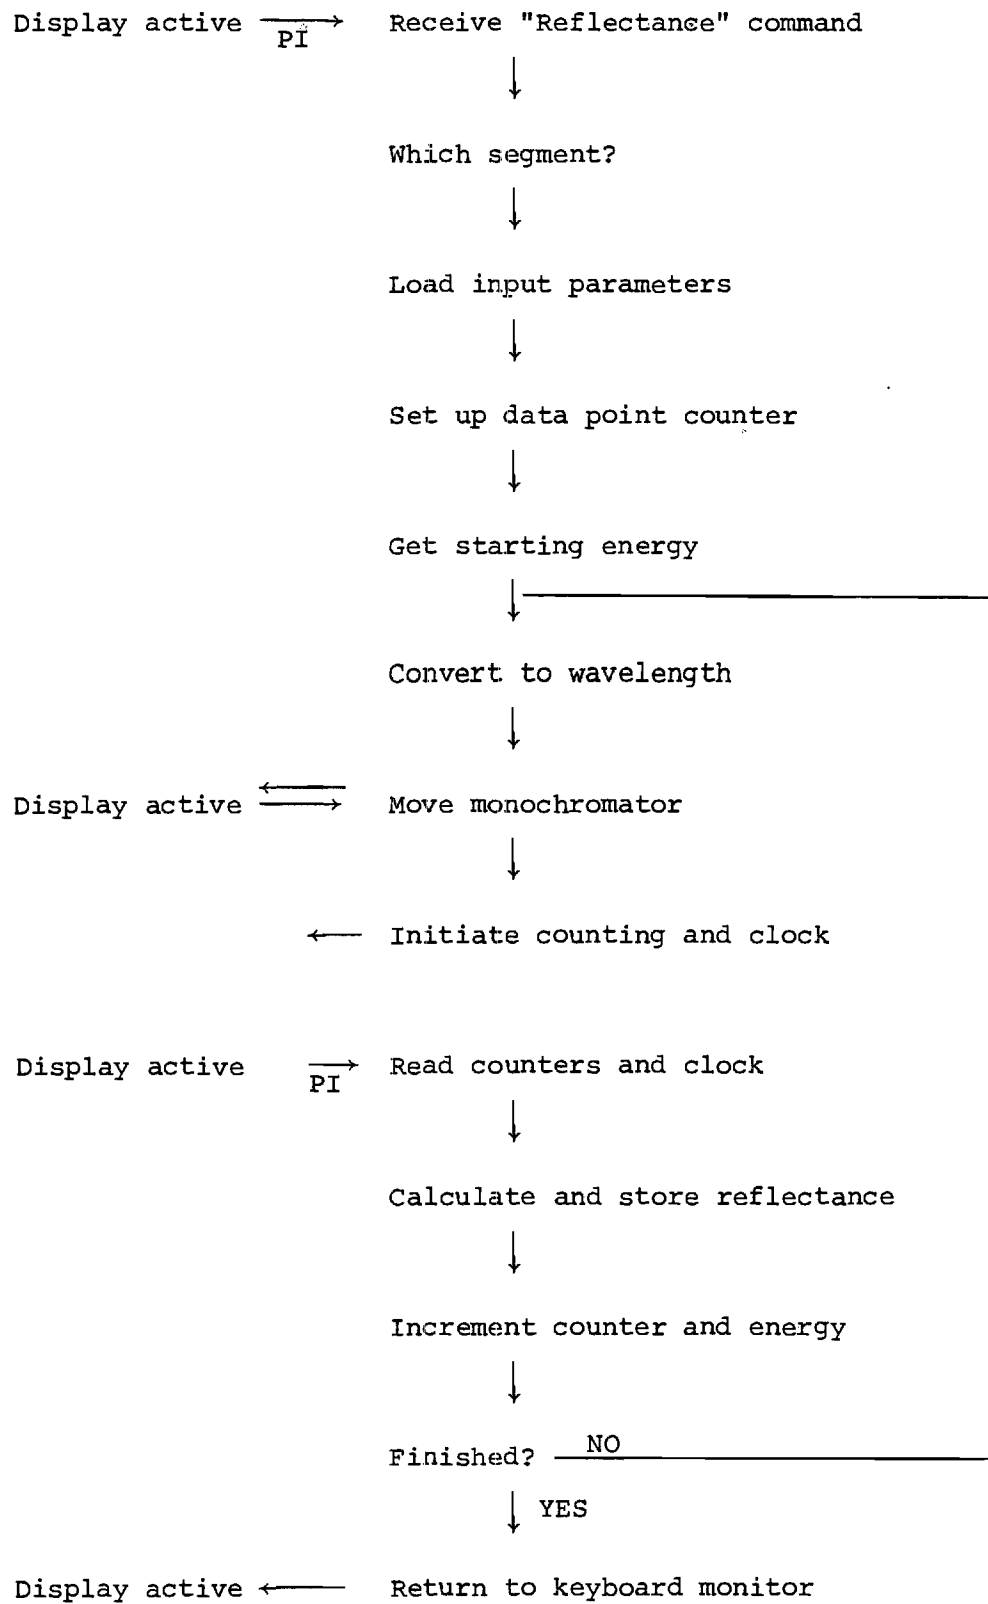 Display active PI Receive "Reflectance" command
Which segment?
Load input parameters
Set up data point counter
Get starting energy
Convert to wavelength
Display active Move monochromator
Initiate counting and clock
Display active PI Read counters and clock
Calculate and store reflectance
Increment counter and energy
Finished? NO
YES
Display active Return to keyboard monitor